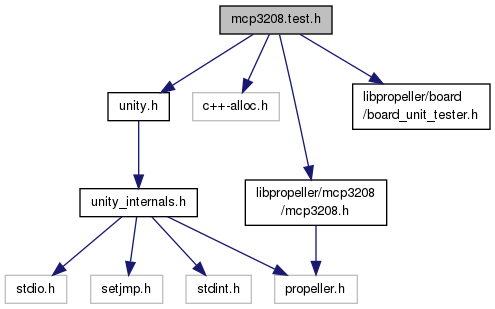 mcp3208.test.h
unity.h
c++-alloc.h
libpropeller/board
/board_unit_tester.h
unity_internals.h
libpropeller/mcp3208
/mcp3208.h
stdio.h
setjmp.h
stdint.h
propeller.h